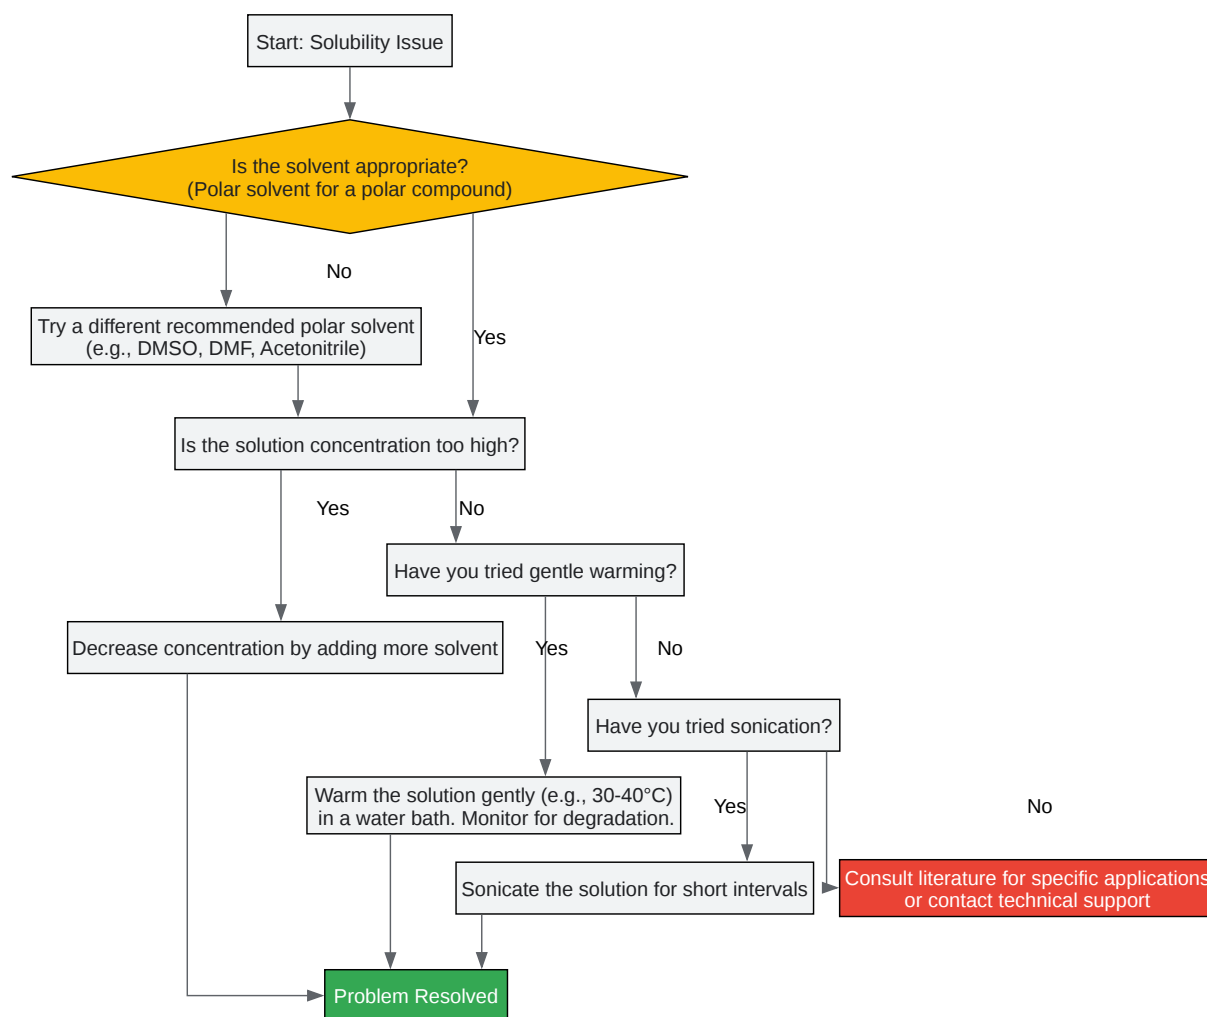 Start: Solubility Issue
Is the solvent appropriate?
(Polar solvent for a polar compound)
No
Try a different recommended polar solvent
(e.g., DMSO, DMF, Acetonitrile)
Yes
Is the solution concentration too high?
Yes
No
Have you tried gentle warming?
Decrease concentration by adding more solvent
Yes
No
Have you tried sonication?
Warm the solution gently (e.g., 30-40°C)
in a water bath. Monitor for degradation.
Yes
No
Sonicate the solution for short intervals
Consult literature for specific applications
or contact technical support
Problem Resolved